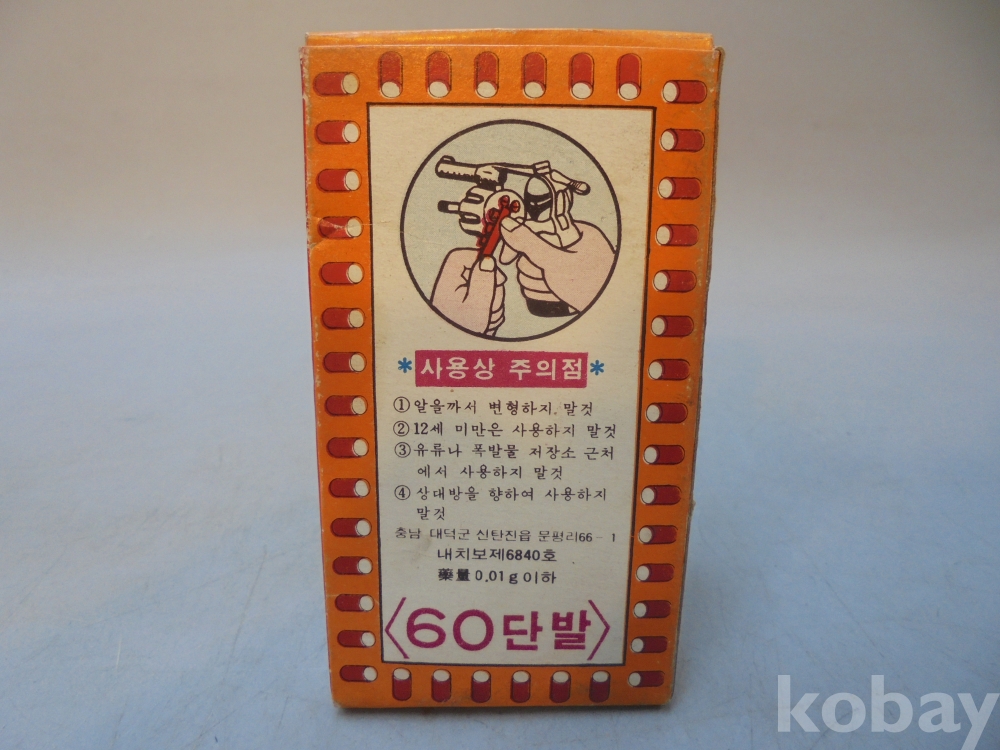 *사용상 주의점*
①알을까서 변형하지 말것
②12세 미만은 사용하지 말것
③유류나 폭발물 저장소 근처
에서 사용하지 말것
④상대방을 향하여 사용하지
말것
충남 대덕군 신탄진읍 문평리66-1
내치보제6840호
藥量 0.01g이하
〈60단발〉
kobay